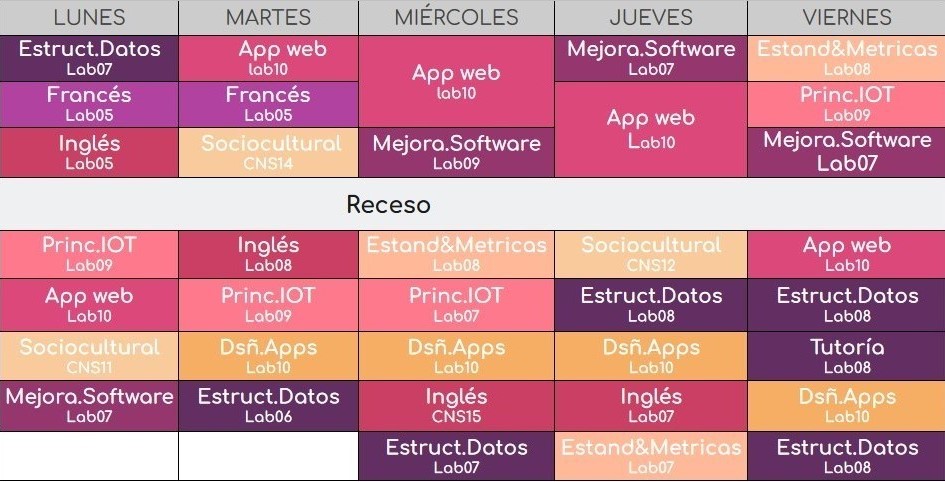 LUNES MARTES MIÉRCOLES JUEVES VIERNES
Estruct.Datos App web App web Mejora.Software Estand&Metricas
Lab07 lab10 lab10 Lab07 Lab08
Francés Francés App web Princ.IOT
Lab05 Lab05 Lab10 Lab09
Inglés Sociocultural Mejora.Software Mejora.Software
Lab05 CNS14 Lab09 Lab07
Receso
Princ.IOT Inglés Estand&Metricas Sociocultural App web
Lab09 Lab08 Lab08 CNS12 Lab10
App web Princ.IOT Princ.IOT Estruct.Datos Estruct.Datos
Lab10 Lab09 Lab07 Lab08 Lab08
Sociocultural Dsñ.Apps Dsñ.Apps Dsñ.Apps Tutoría
CNS11 Lab10 Lab10 Lab10 Lab08
Mejora.Software Estruct.Datos Inglés Inglés Dsñ.Apps
Lab07 Lab06 CNS15 Lab07 Lab10
Estruct.Datos Estand&Metricas Estruct.Datos
Lab07 Lab07 Lab08